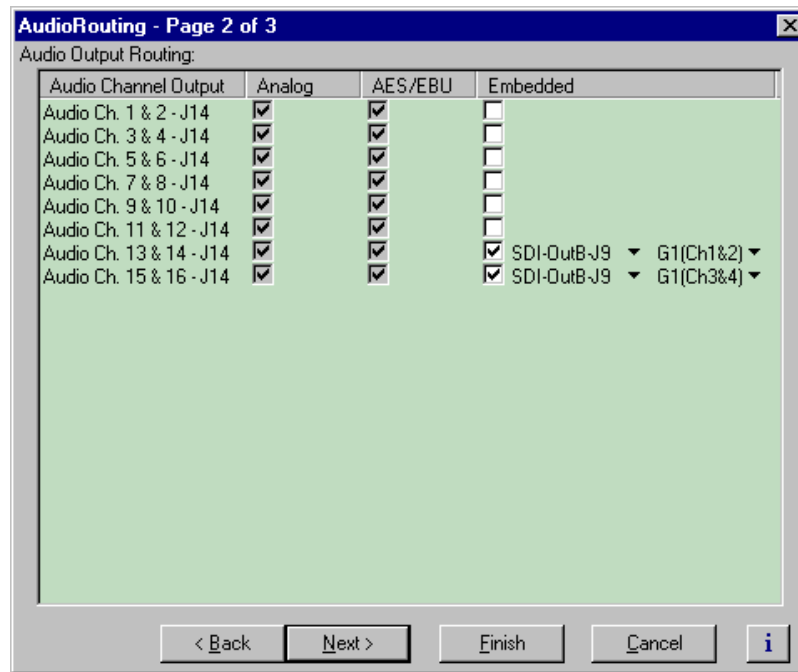 AudioRouting - Page 2 of 3
Audio Output Routing:
Audio Channel Output Analog AES/EBU Embedded
Audio Ch. 1 & 2 - J14
Audio Ch. 3 & 4 - J14
Audio Ch. 5 & 6 - J14
Audio Ch. 7 & 8 - J14
Audio Ch. 9 & 10 - J14
Audio Ch. 11 & 12 - J14
Audio Ch. 13 & 14 - J14 SDI-OutB-J9 G1(Ch1&2)
Audio Ch. 15 & 16 - J14 SDI-OutB-J9 G1(Ch3&4)
< Back Next > Finish Cancel i